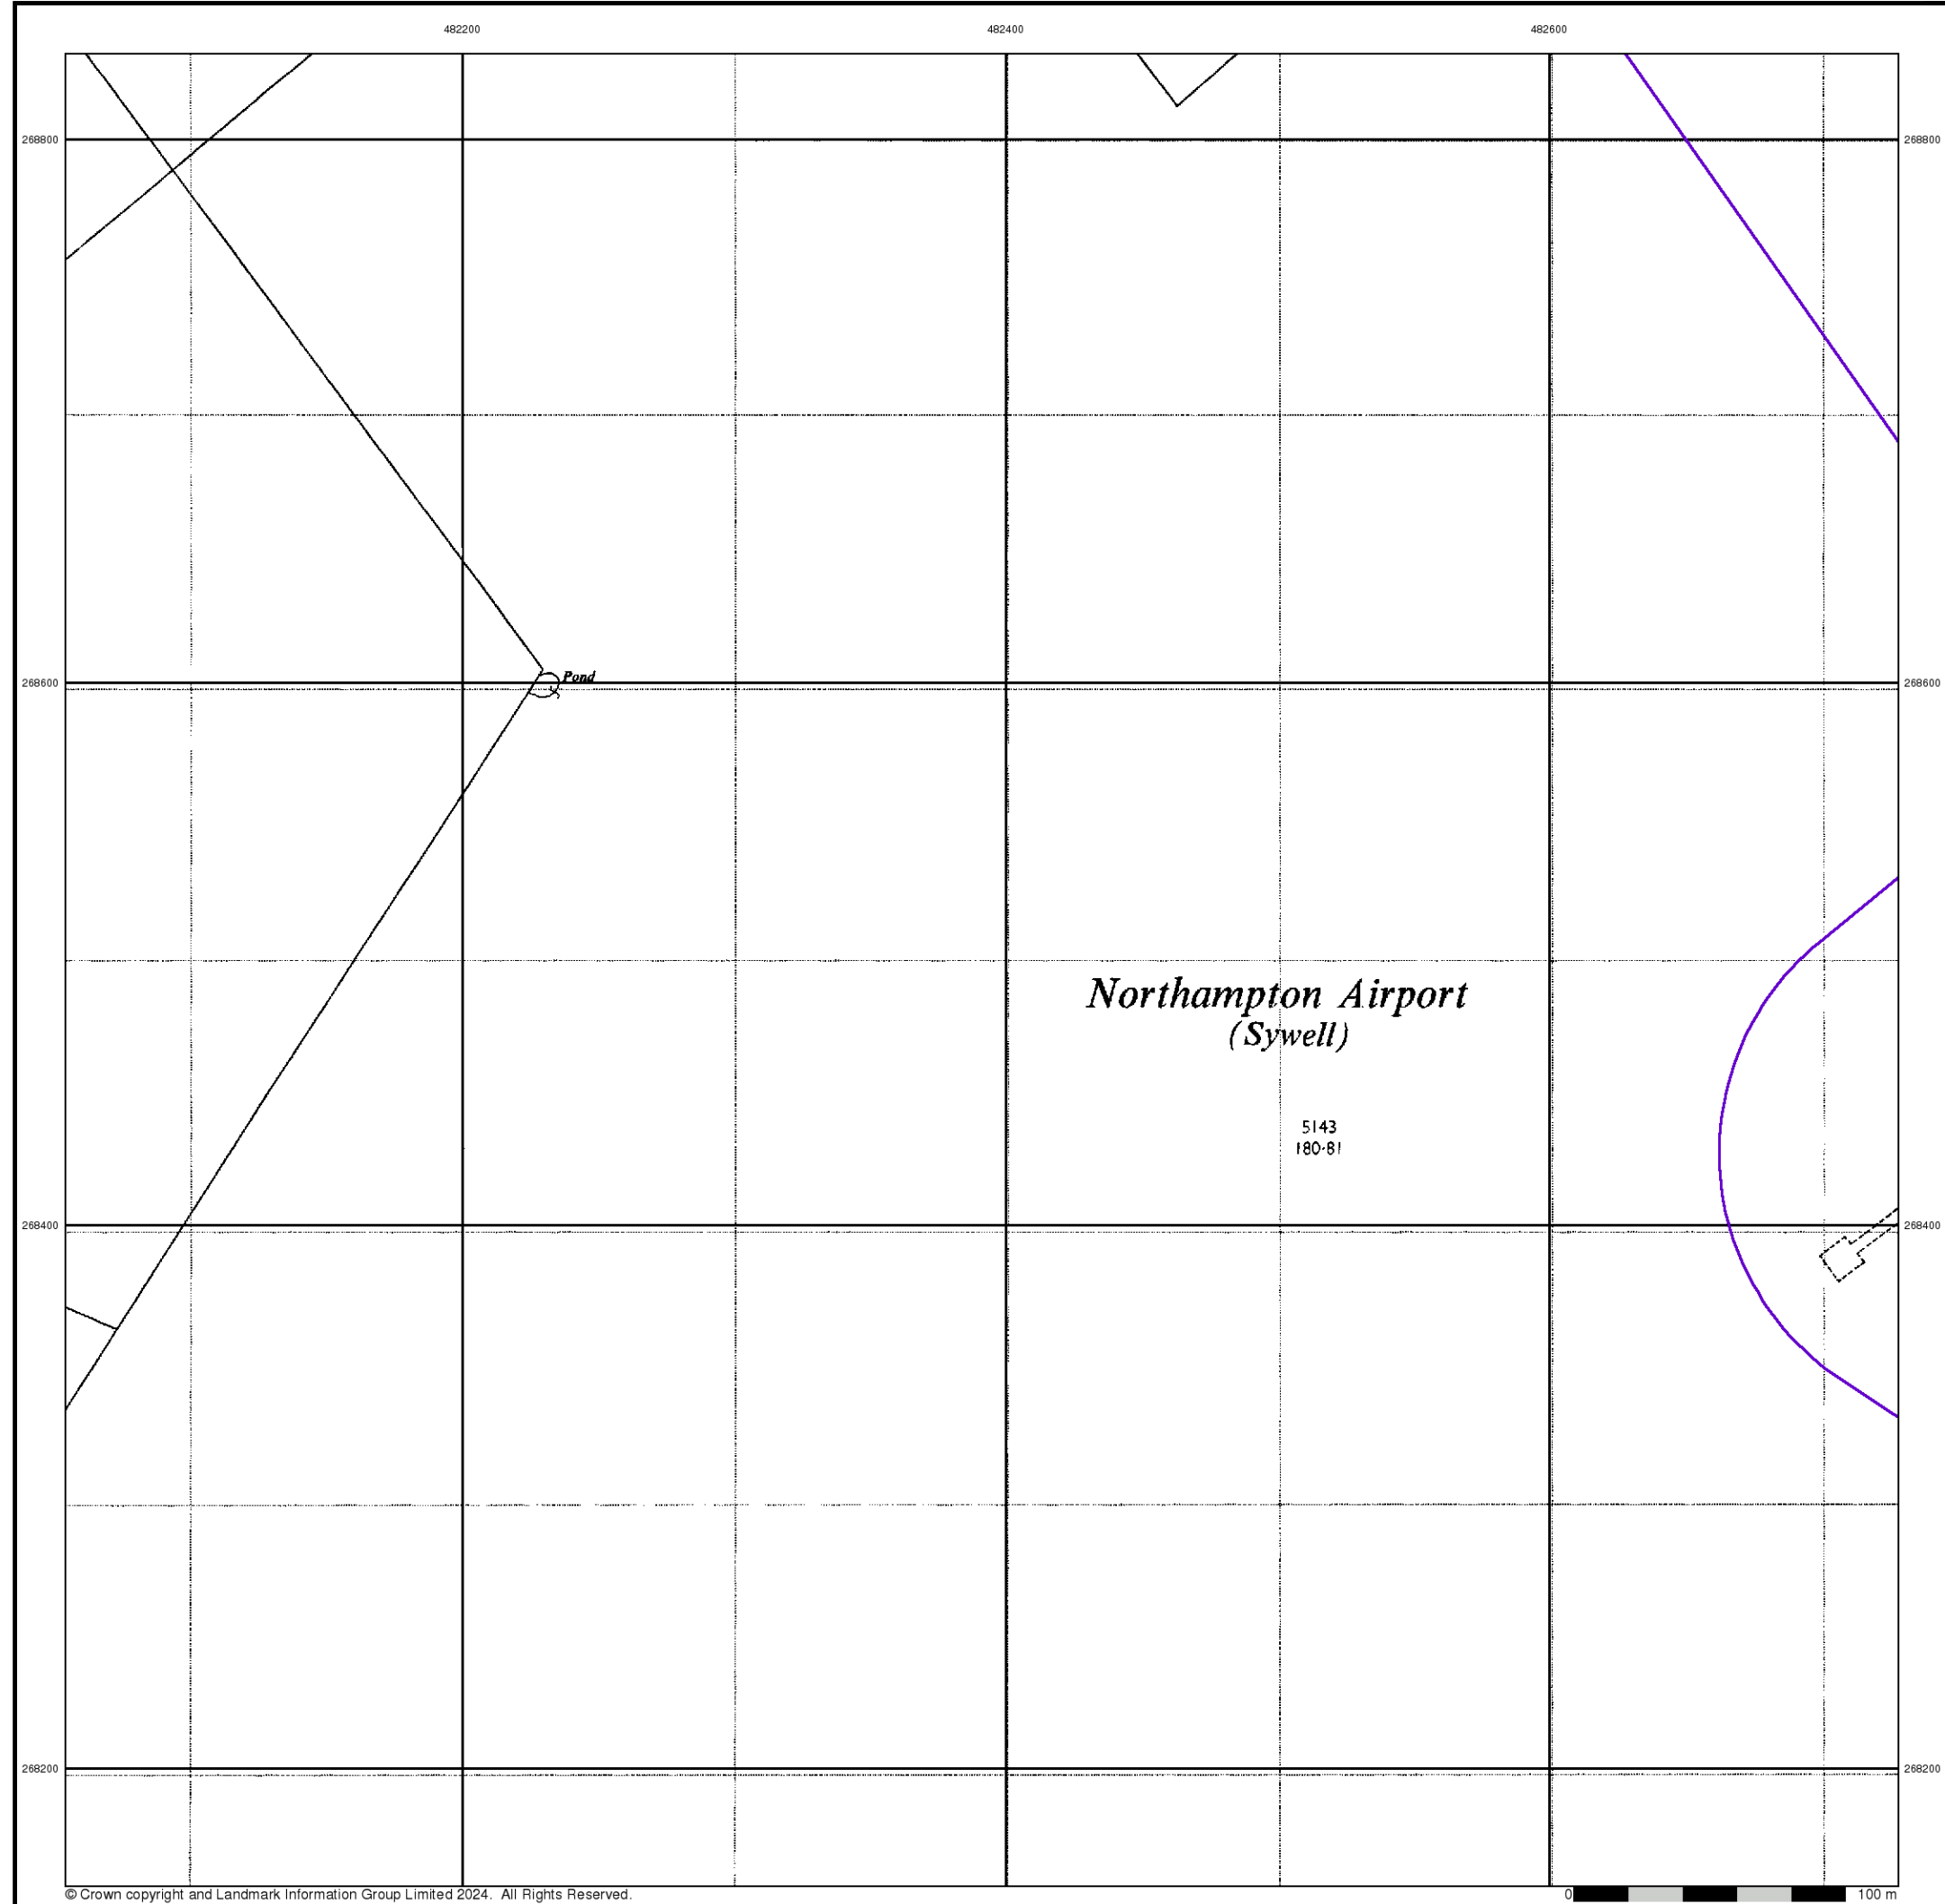 482200 482400 482600
268800 268800
Pond
268600 268600
Northampton Airport
(Sywell)
5143
180·81
268400 268400
268200 268200
© Crown copyright and Landmark Information Group Limited 2024. All Rights Reserved.
0 100 m